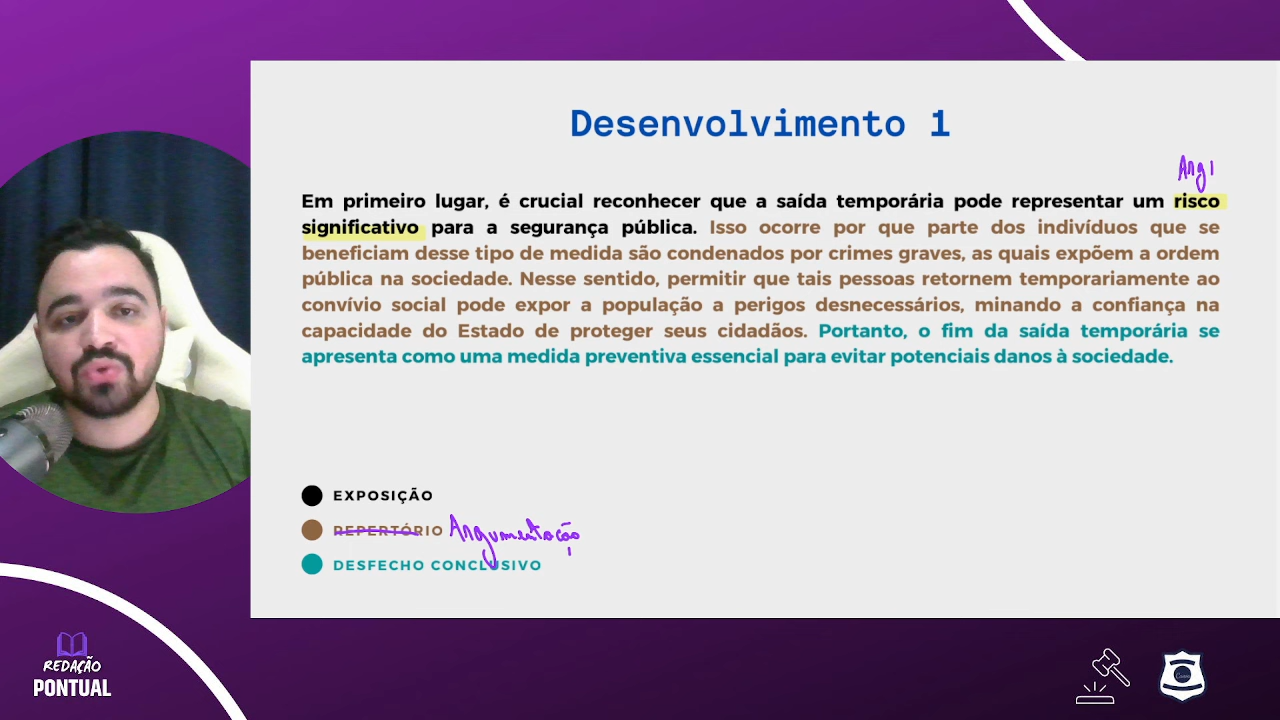 Desenvolvimento 1
Arg 1
Em primeiro lugar, é crucial reconhecer que a saída temporária pode representar um risco
significativo para a segurança pública. Isso ocorre por que parte dos indivíduos que se
beneficiam desse tipo de medida são condenados por crimes graves, as quais expõem a ordem
pública na sociedade. Nesse sentido, permitir que tais pessoas retornem temporariamente ao
convívio social pode expor a população a perigos desnecessários, minando a confiança na
capacidade do Estado de proteger seus cidadãos. Portanto, o fim da saída temporária se
apresenta como uma medida preventiva essencial para evitar potenciais danos à sociedade.
EXPOSIÇÃO
REPERTÓRIO Argumentação
DESFECHO CONCLUSIVO
REDAÇÃO
PONTUAL